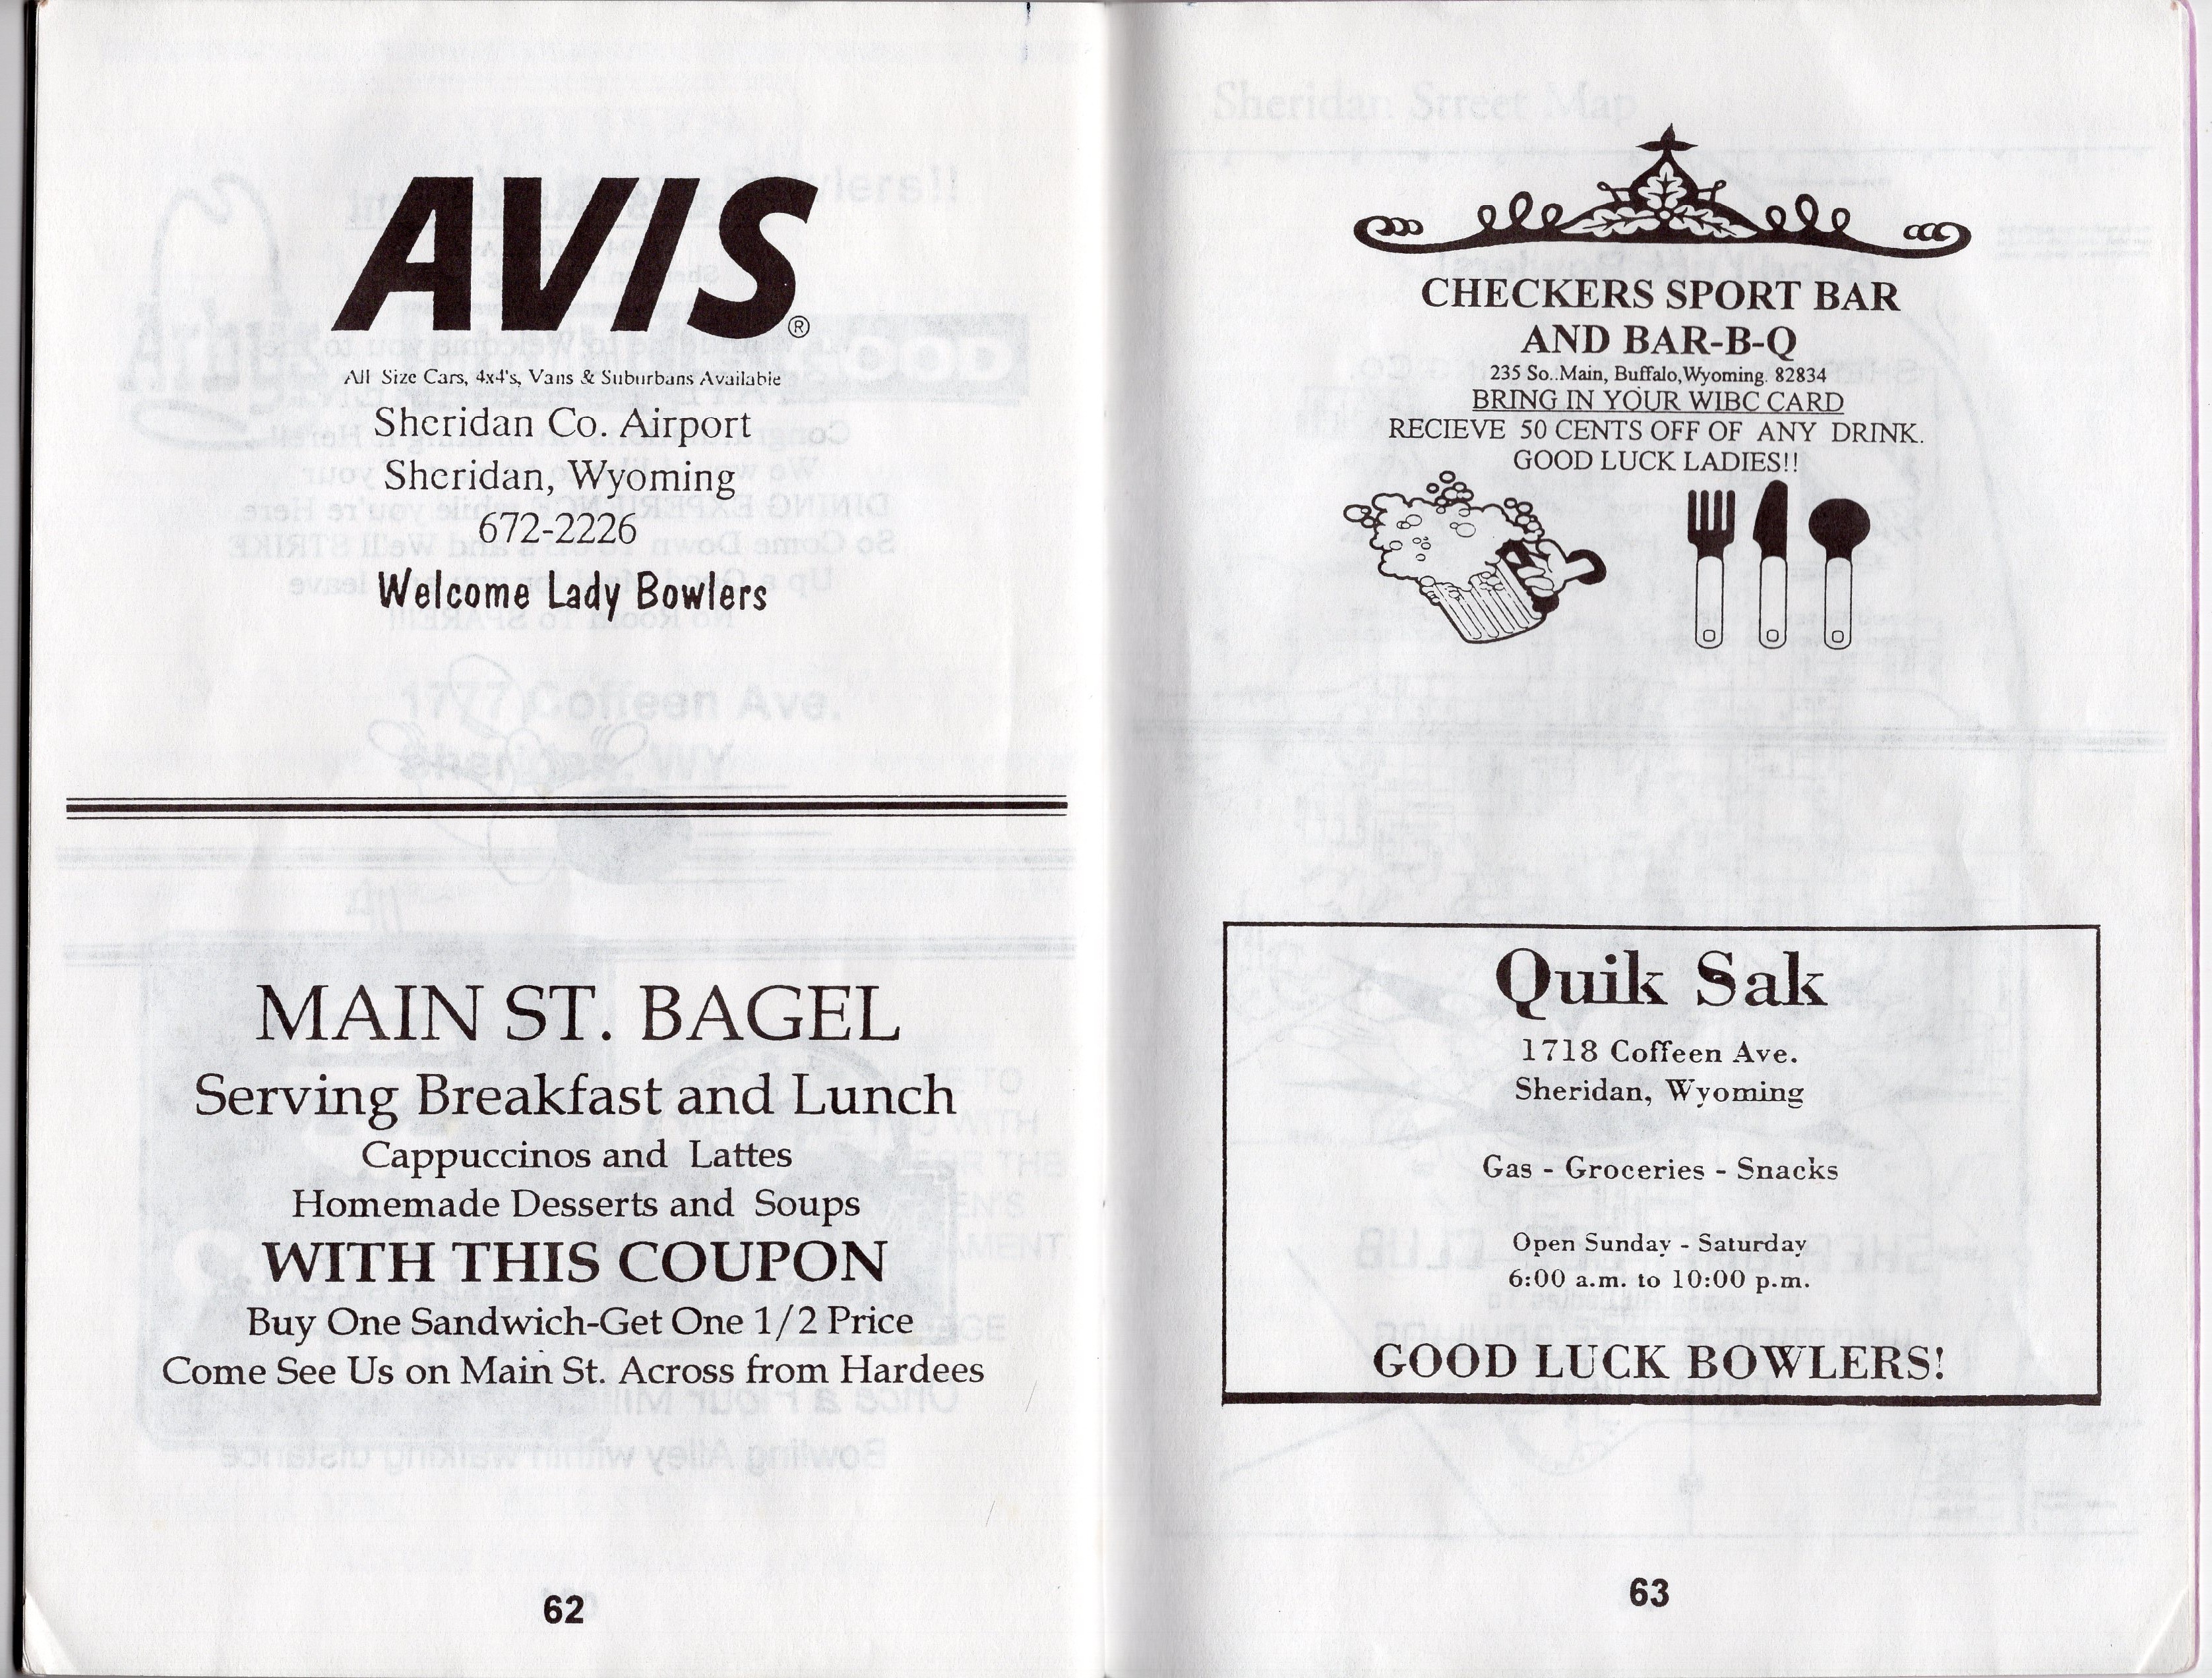 AVIS®
All Size Cars, 4x4's, Vans & Suburbans Available
Sheridan Co. Airport
Sheridan, Wyoming
672-2226
Welcome Lady Bowlers
MAIN ST. BAGEL
Serving Breakfast and Lunch
Cappuccinos and Lattes
Homemade Desserts and Soups
WITH THIS COUPON
Buy One Sandwich-Get One 1/2 Price
Come See Us on Main St. Across from Hardees
62
Sheridan Street Map
CHECKERS SPORT BAR
AND BAR-B-Q
235 So..Main, Buffalo,Wyoming. 82834
BRING IN YOUR WIBC CARD
RECIEVE 50 CENTS OFF OF ANY DRINK.
GOOD LUCK LADIES!!
Quik Sak
1718 Coffeen Ave.
Sheridan, Wyoming
Gas - Groceries - Snacks
Open Sunday - Saturday
6:00 a.m. to 10:00 p.m.
GOOD LUCK BOWLERS!
63